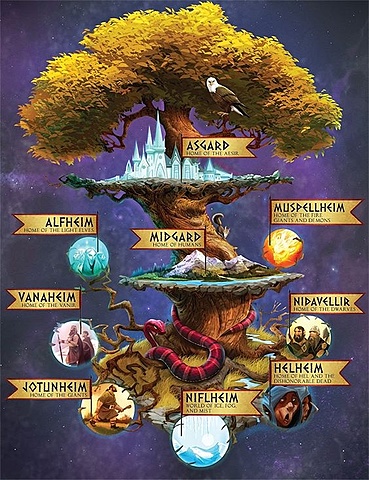 ASGARD
HOME OF THE AESIR
MUSPELLHEIM
HOME OF THE FIRE
GIANTS AND DEMONS
ALFHEIM
HOME OF THE LIGHT ELVES
MIDGARD
HOME OF HUMANS
VANAHEIM
HOME OF THE VANIR
NIDAVELLIR
HOME OF THE DWARVES
HELHEIM
HOME OF HEL AND THE
DISHONORABLE DEAD
JOTUNHEIM
HOME OF THE GIANTS
NIFLHEIM
WORLD OF ICE, FOG,
AND MIST